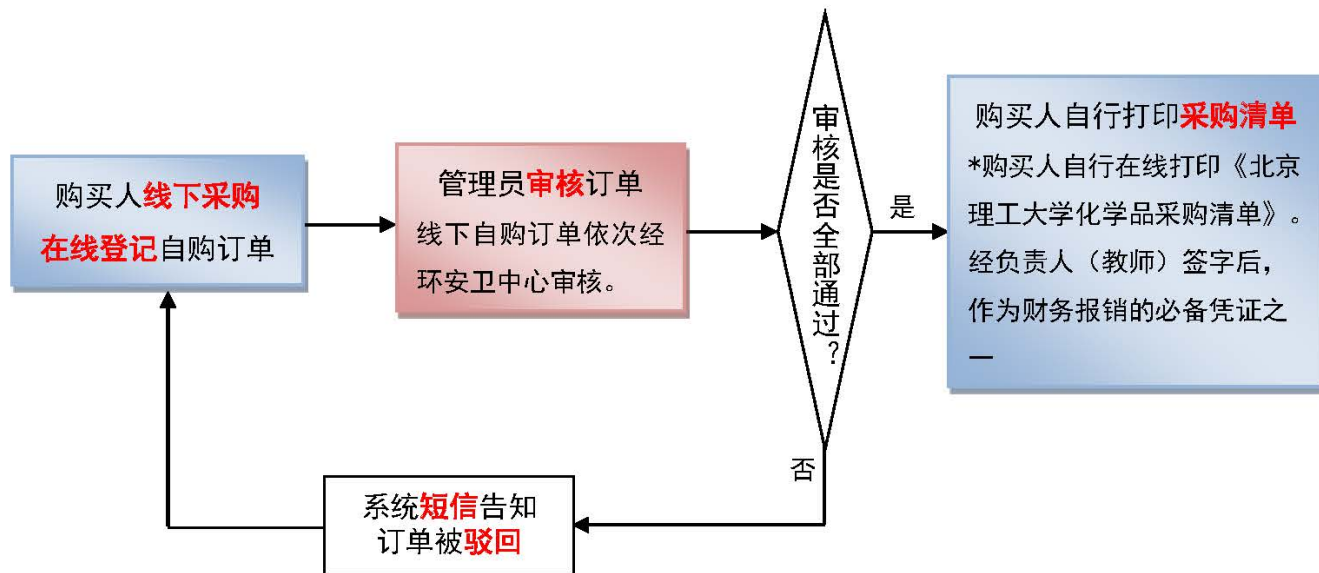 购买人线下采购
在线登记自购订单
管理员审核订单
线下自购订单依次经
环安卫中心审核。
审核是否全部通过？
是
购买人自行打印采购清单
*购买人自行在线打印《北京
理工大学化学品采购清单》。
经负责人（教师）签字后，
作为财务报销的必备凭证之
一
否
系统短信告知
订单被驳回